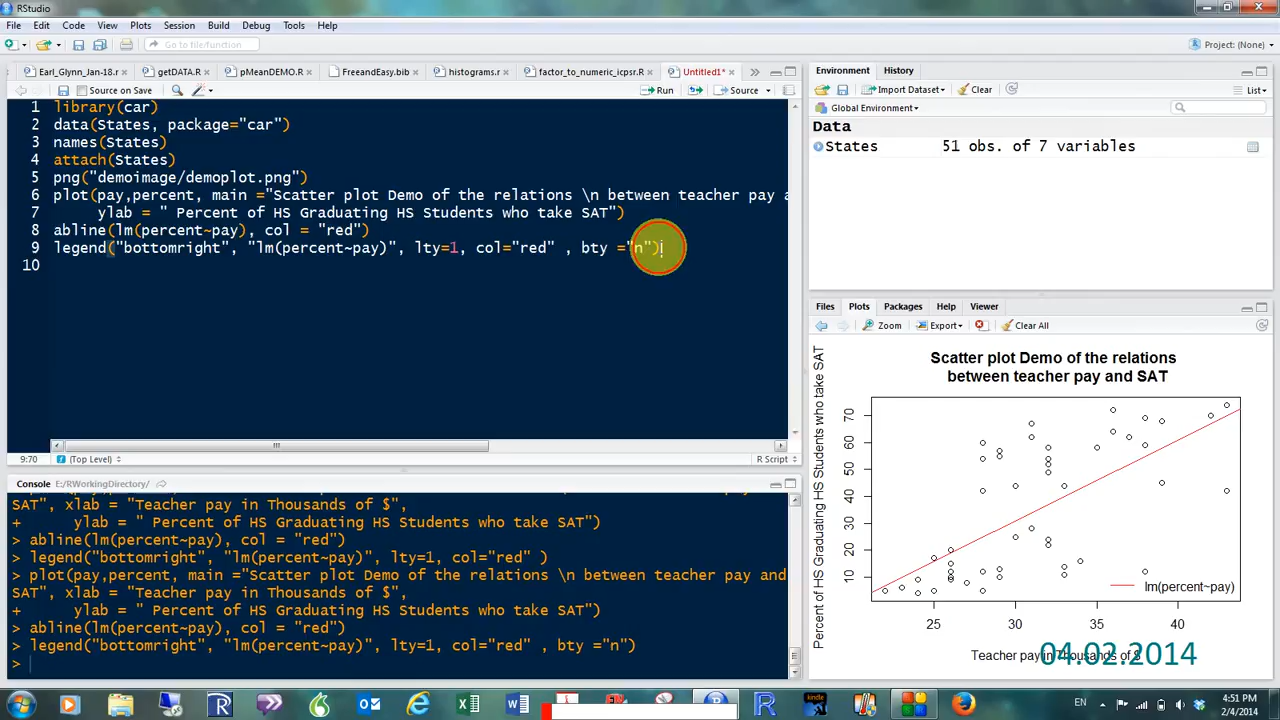 RStudio
File Edit Code View Plots Session Build Debug Tools Help
Go to file/function
Project: (None)
Earl_Glynn_Jan-18.r × getDATA.R × pMeanDEMO.R × FreeandEasy.bib × histograms.r × factor_to_numeric_icpsr.R × Untitled1* ×
Source on Save Run Source
1 library(car)
2 data(States, package="car")
3 names(States)
4 attach(States)
5 png("demoimage/demoplot.png")
6 plot(pay,percent, main ="Scatter plot Demo of the relations \n between teacher pay a
7 ylab = " Percent of HS Graduating HS Students who take SAT")
8 abline(lm(percent~pay), col = "red")
9 legend("bottomright", "lm(percent~pay)", lty=1, col="red" , bty ="n")
10
9:70 (Top Level) R Script
Console E:/RWorkingDirectory/
SAT", xlab = "Teacher pay in Thousands of $",
+ ylab = " Percent of HS Graduating HS Students who take SAT")
> abline(lm(percent~pay), col = "red")
> legend("bottomright", "lm(percent~pay)", lty=1, col="red" )
> plot(pay,percent, main ="Scatter plot Demo of the relations \n between teacher pay and
SAT", xlab = "Teacher pay in Thousands of $",
+ ylab = " Percent of HS Graduating HS Students who take SAT")
> abline(lm(percent~pay), col = "red")
> legend("bottomright", "lm(percent~pay)", lty=1, col="red" , bty ="n")
>
Environment History
Import Dataset Clear List
Global Environment
Data
States 51 obs. of 7 variables
Files Plots Packages Help Viewer
Zoom Export Clear All
Scatter plot Demo of the relations
between teacher pay and SAT
Percent of HS Graduating HS Students who take SAT
70
60
50
40
30
20
10
lm(percent~pay)
25 30 35 40
Teacher pay in Thousands of $
04.02.2014
EN 4:51 PM
2/4/2014